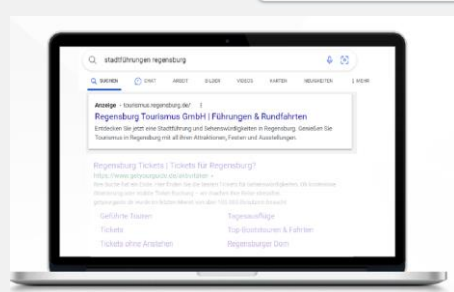 stadtführungen regensburg
SUCHEN CHAT ARBEIT BILDER VIDEOS KARTEN NEUIGKEITEN MEHR
Anzeige · tourismus.regensburg.de/
Regensburg Tourismus GmbH | Führungen & Rundfahrten
Entdecken Sie jetzt eine Stadtführung und Sehenswürdigkeiten in Regensburg. Genießen Sie
Tourismus in Regensburg mit all ihren Attraktionen, Festen und Ausstellungen.
Regensburg Tickets | Tickets für Regensburg?
Geführte Touren
Tagesausflüge
Tickets
Top-Bootstouren & Fahrten
Tickets ohne Anstehen
Regensburger Dom